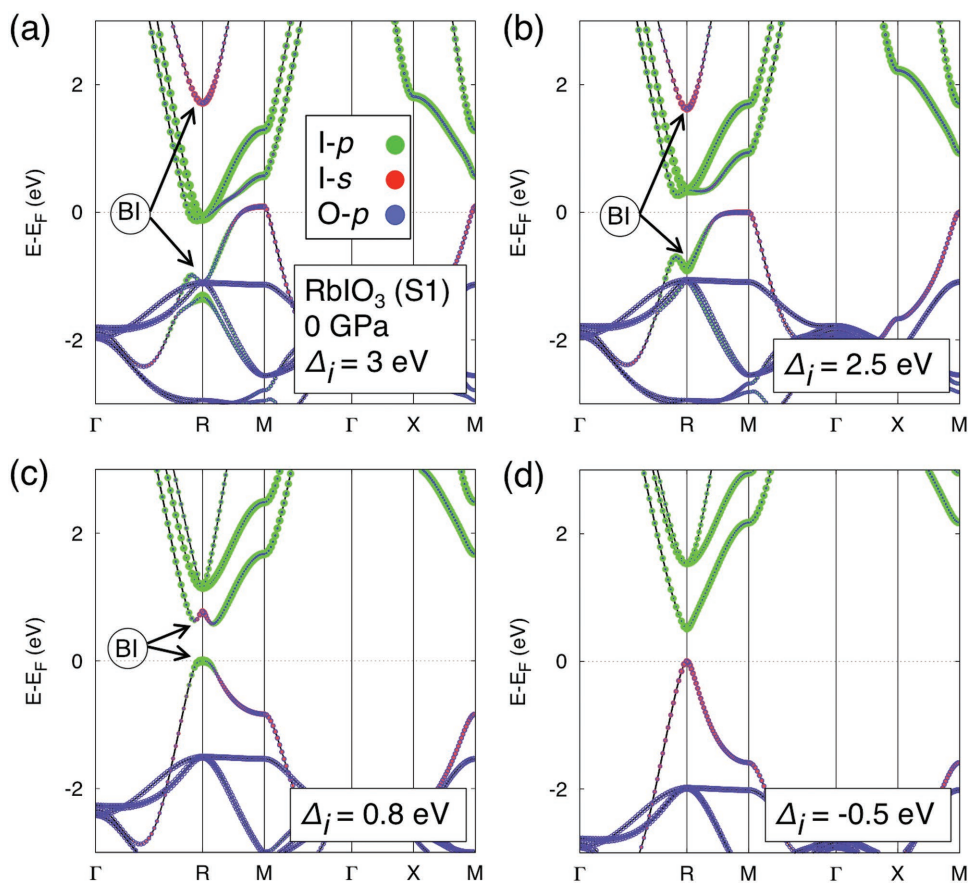 (a)
2
0
-2
E-E_F (eV)
BI
I-p
I-s
O-p
RbIO₃ (S1)
0 GPa
Δ_i = 3 eV
Γ R M Γ X M
(b)
2
0
-2
E-E_F (eV)
BI
Δ_i = 2.5 eV
Γ R M Γ X M
(c)
2
0
-2
E-E_F (eV)
BI
Δ_i = 0.8 eV
Γ R M Γ X M
(d)
2
0
-2
E-E_F (eV)
Δ_i = -0.5 eV
Γ R M Γ X M